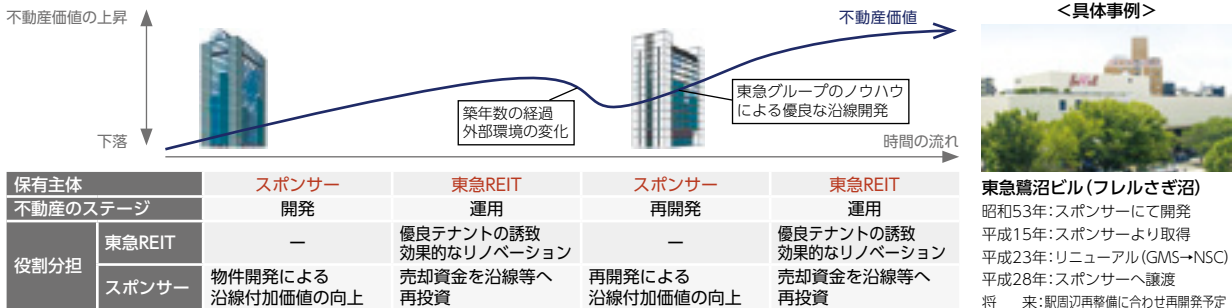 不動産価値の上昇
下落
不動産価値
築年数の経過
外部環境の変化
東急グループのノウハウ
による優良な沿線開発
時間の流れ
保有主体 スポンサー 東急REIT スポンサー 東急REIT
不動産のステージ 開発 運用 再開発 運用
役割分担
東急REIT
－
優良テナントの誘致
効果的なリノベーション
－
優良テナントの誘致
効果的なリノベーション
スポンサー
物件開発による
沿線付加価値の向上
売却資金を沿線等へ
再投資
再開発による
沿線付加価値の向上
売却資金を沿線等へ
再投資
＜具体事例＞
東急鷺沼ビル（フレルさぎ沼）
昭和53年：スポンサーにて開発
平成15年：スポンサーより取得
平成23年：リニューアル（GMS→NSC）
平成28年：スポンサーへ譲渡
将　来：駅周辺再整備に合わせ再開発予定